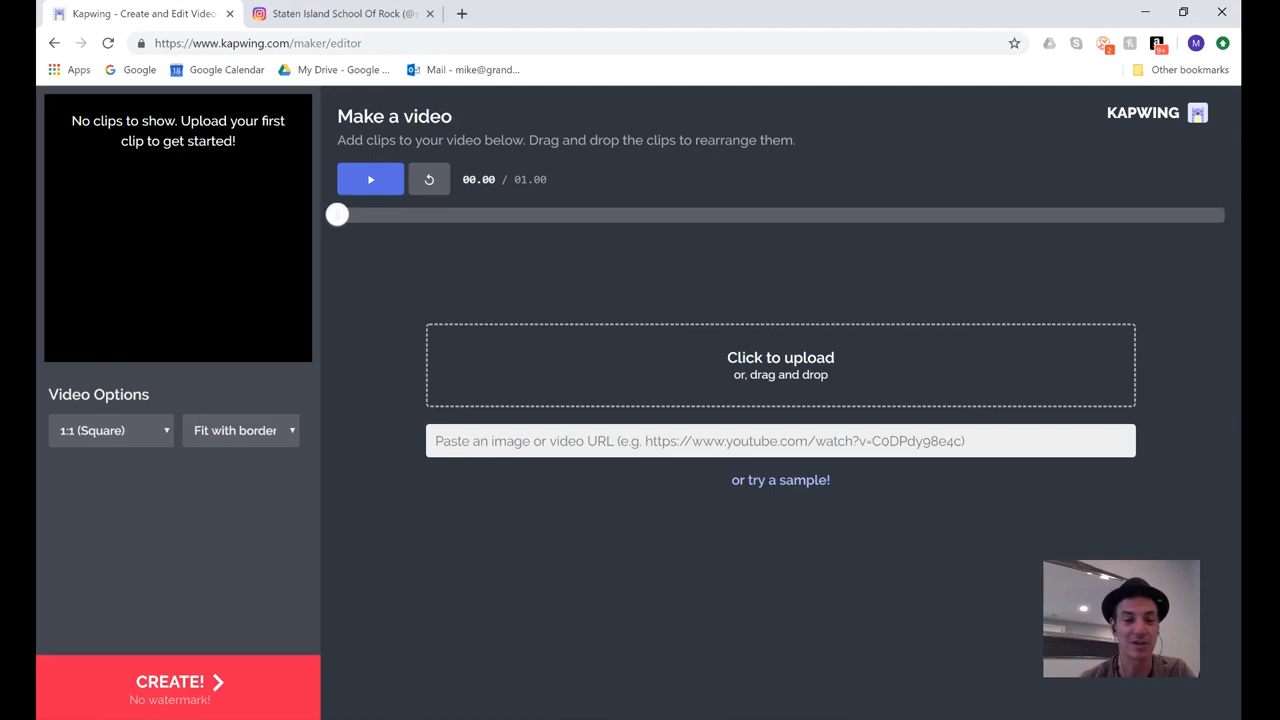 Kapwing - Create and Edit Video
Staten Island School Of Rock (@s
https://www.kapwing.com/maker/editor
2
9+
M
Apps
Google
18
Google Calendar
My Drive - Google ...
Mail - mike@grand...
Other bookmarks
No clips to show. Upload your first
clip to get started!
Make a video
Add clips to your video below. Drag and drop the clips to rearrange them.
KAPWING
00.00 / 01.00
Click to upload
or, drag and drop
Paste an image or video URL (e.g. https://www.youtube.com/watch?v=C0DPdy98e4c)
or try a sample!
Video Options
1:1 (Square)
Fit with border
CREATE!
No watermark!